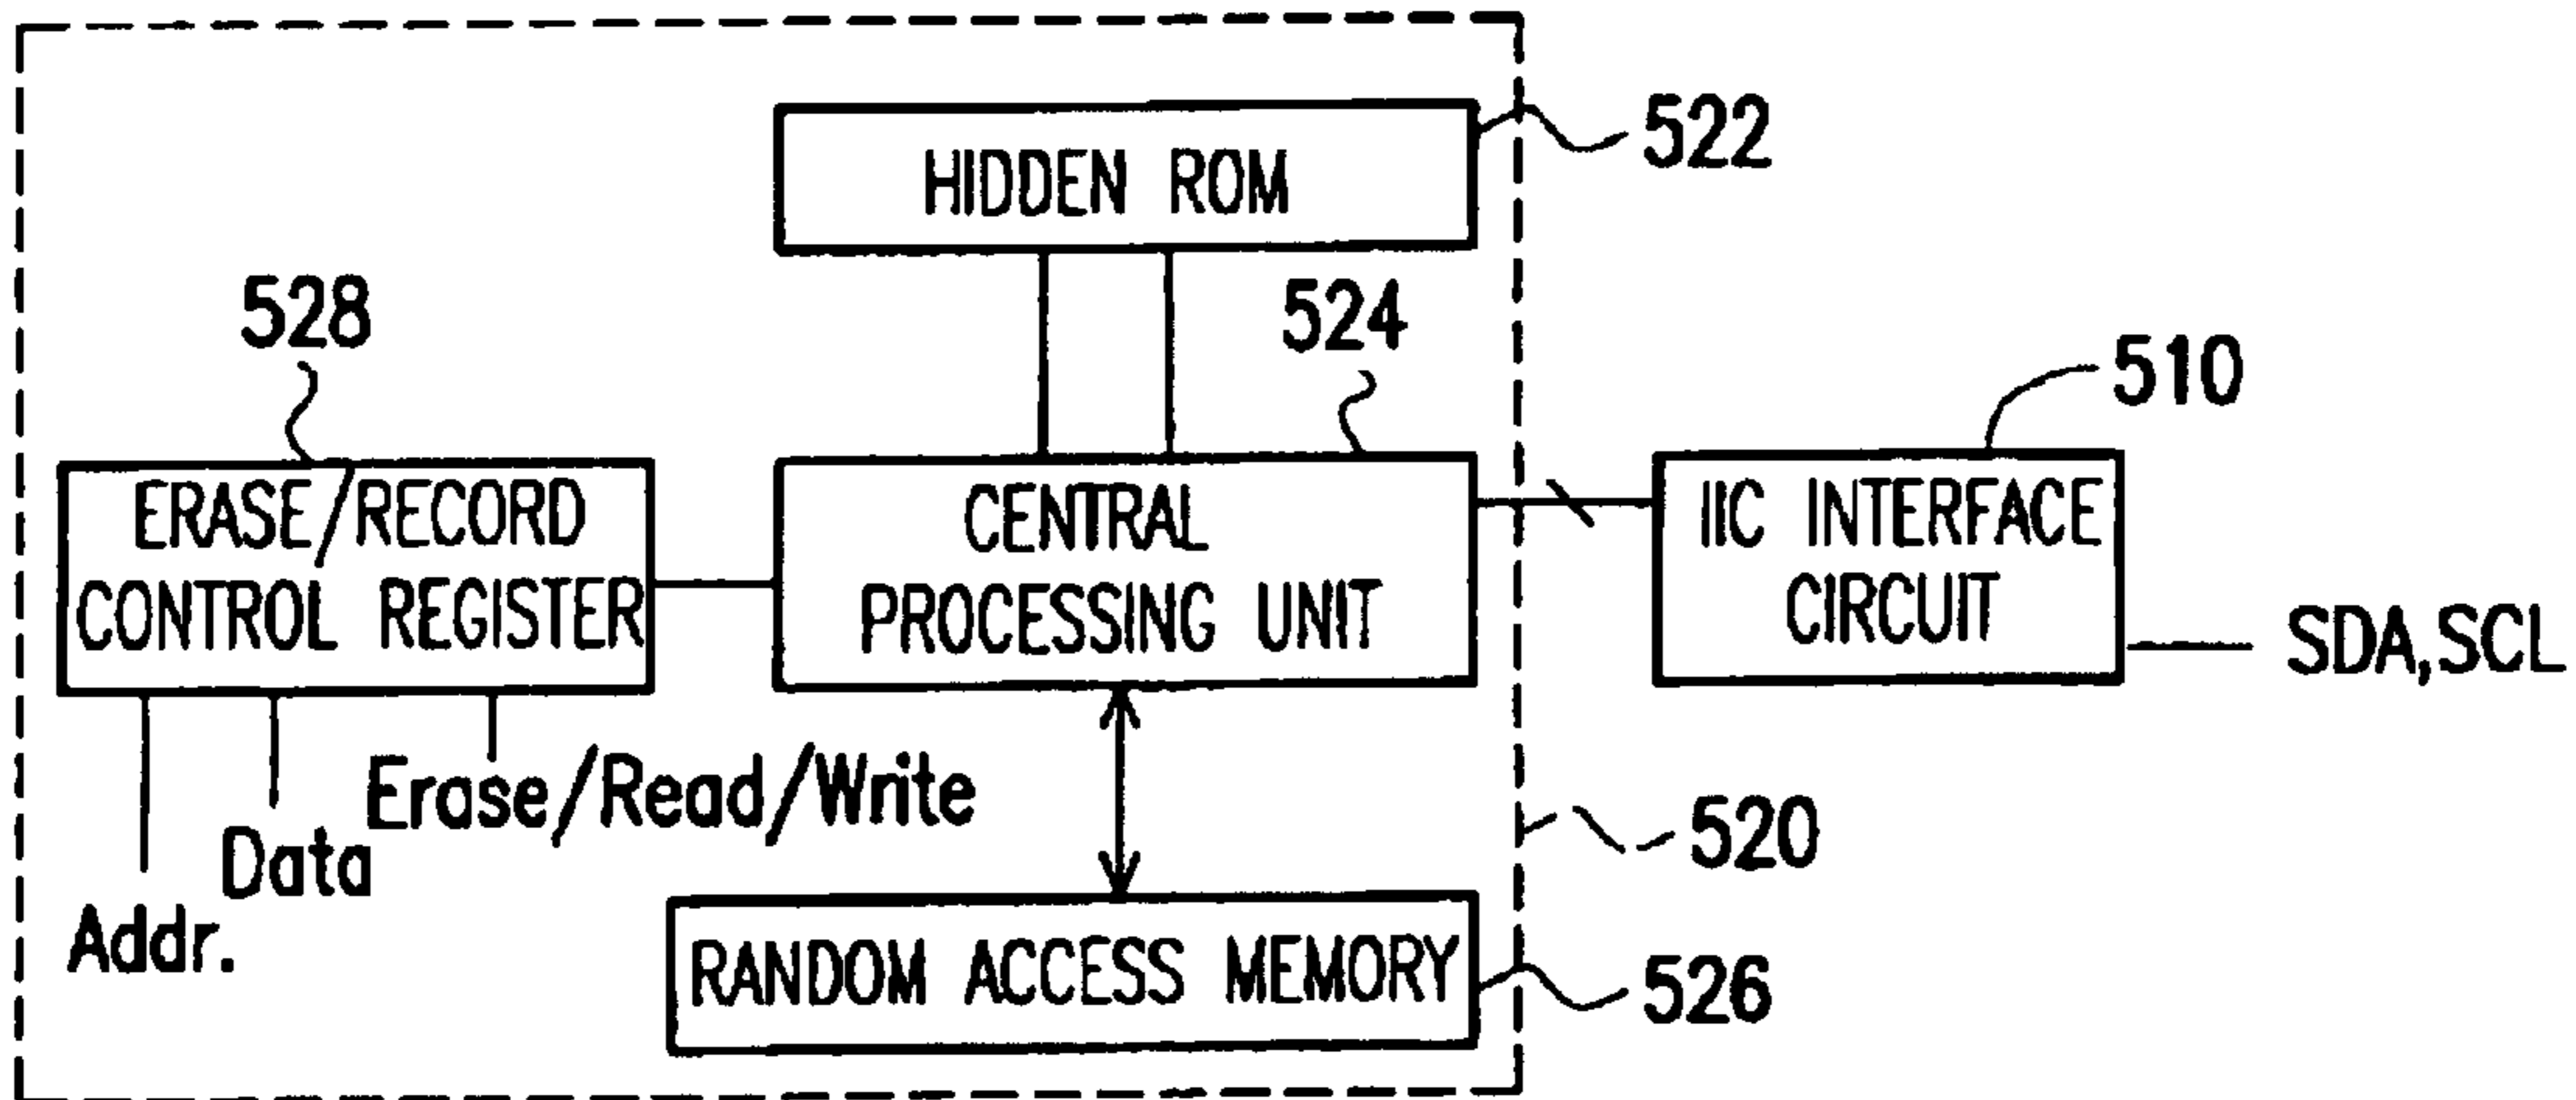 HIDDEN ROM
522
528
524
510
ERASE/RECORD
CONTROL REGISTER
CENTRAL
PROCESSING UNIT
IIC INTERFACE
CIRCUIT
SDA,SCL
Erase/Read/Write
Data
Addr.
520
RANDOM ACCESS MEMORY
526